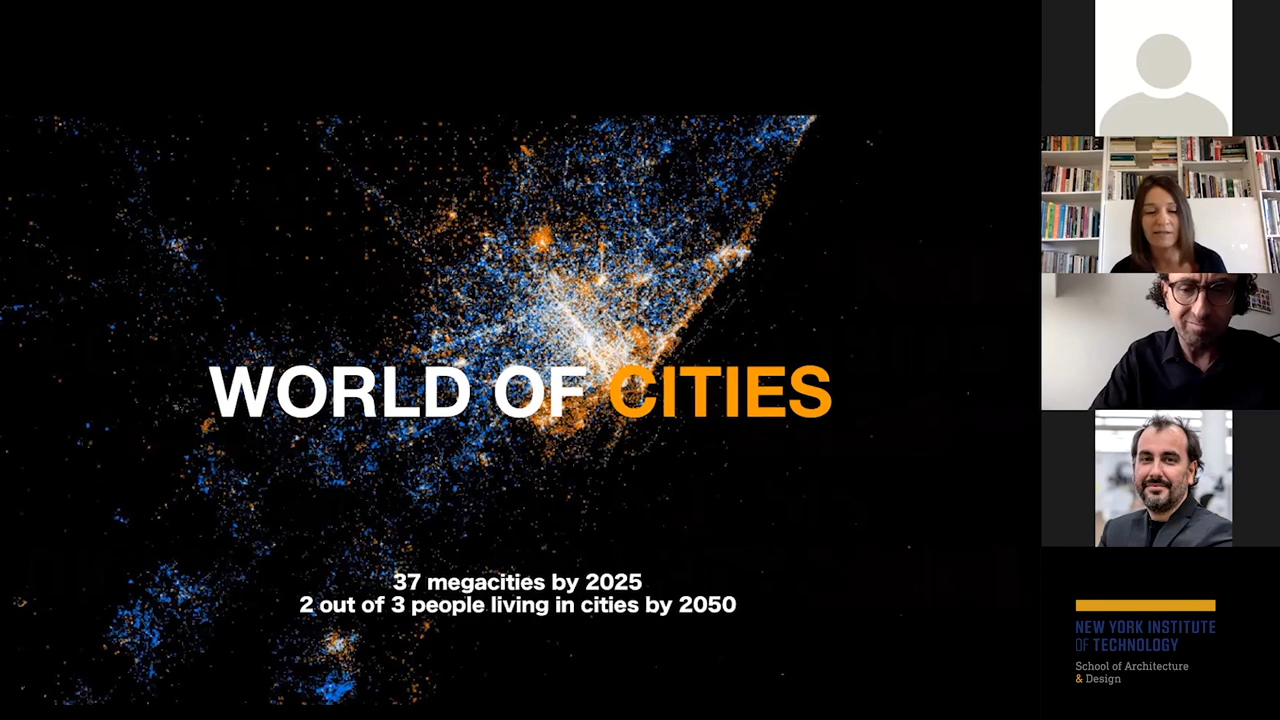 WORLD OF CITIES
37 megacities by 2025
2 out of 3 people living in cities by 2050
NEW YORK INSTITUTE
OF TECHNOLOGY
School of Architecture
& Design